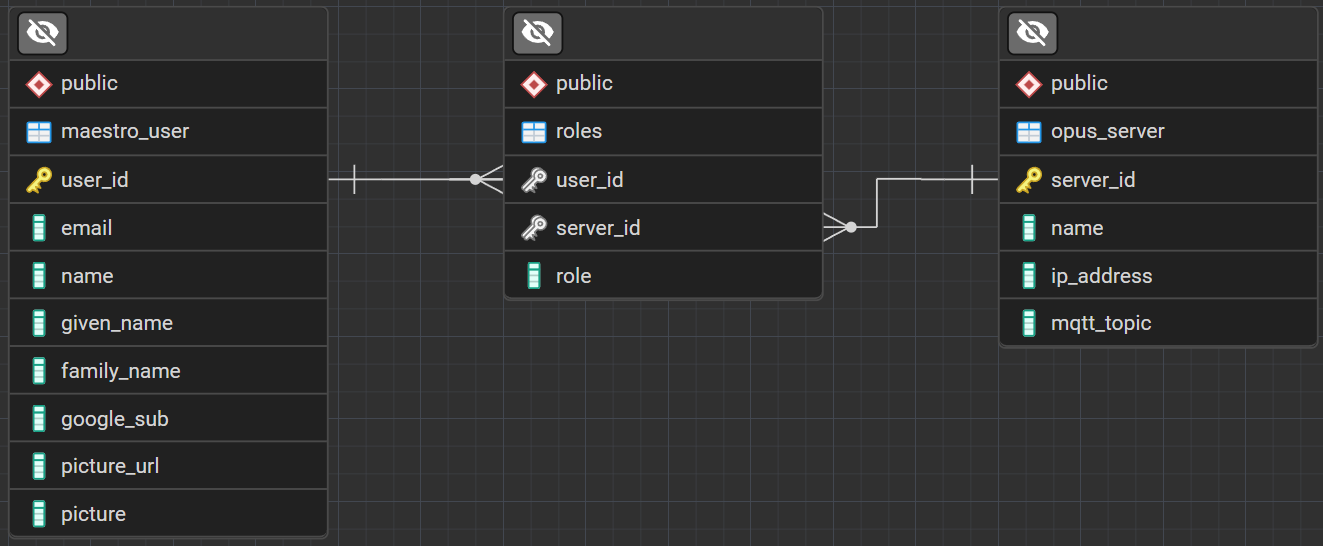 public
maestro_user
user_id
email
name
given_name
family_name
google_sub
picture_url
picture
public
roles
user_id
server_id
role
public
opus_server
server_id
name
ip_address
mqtt_topic